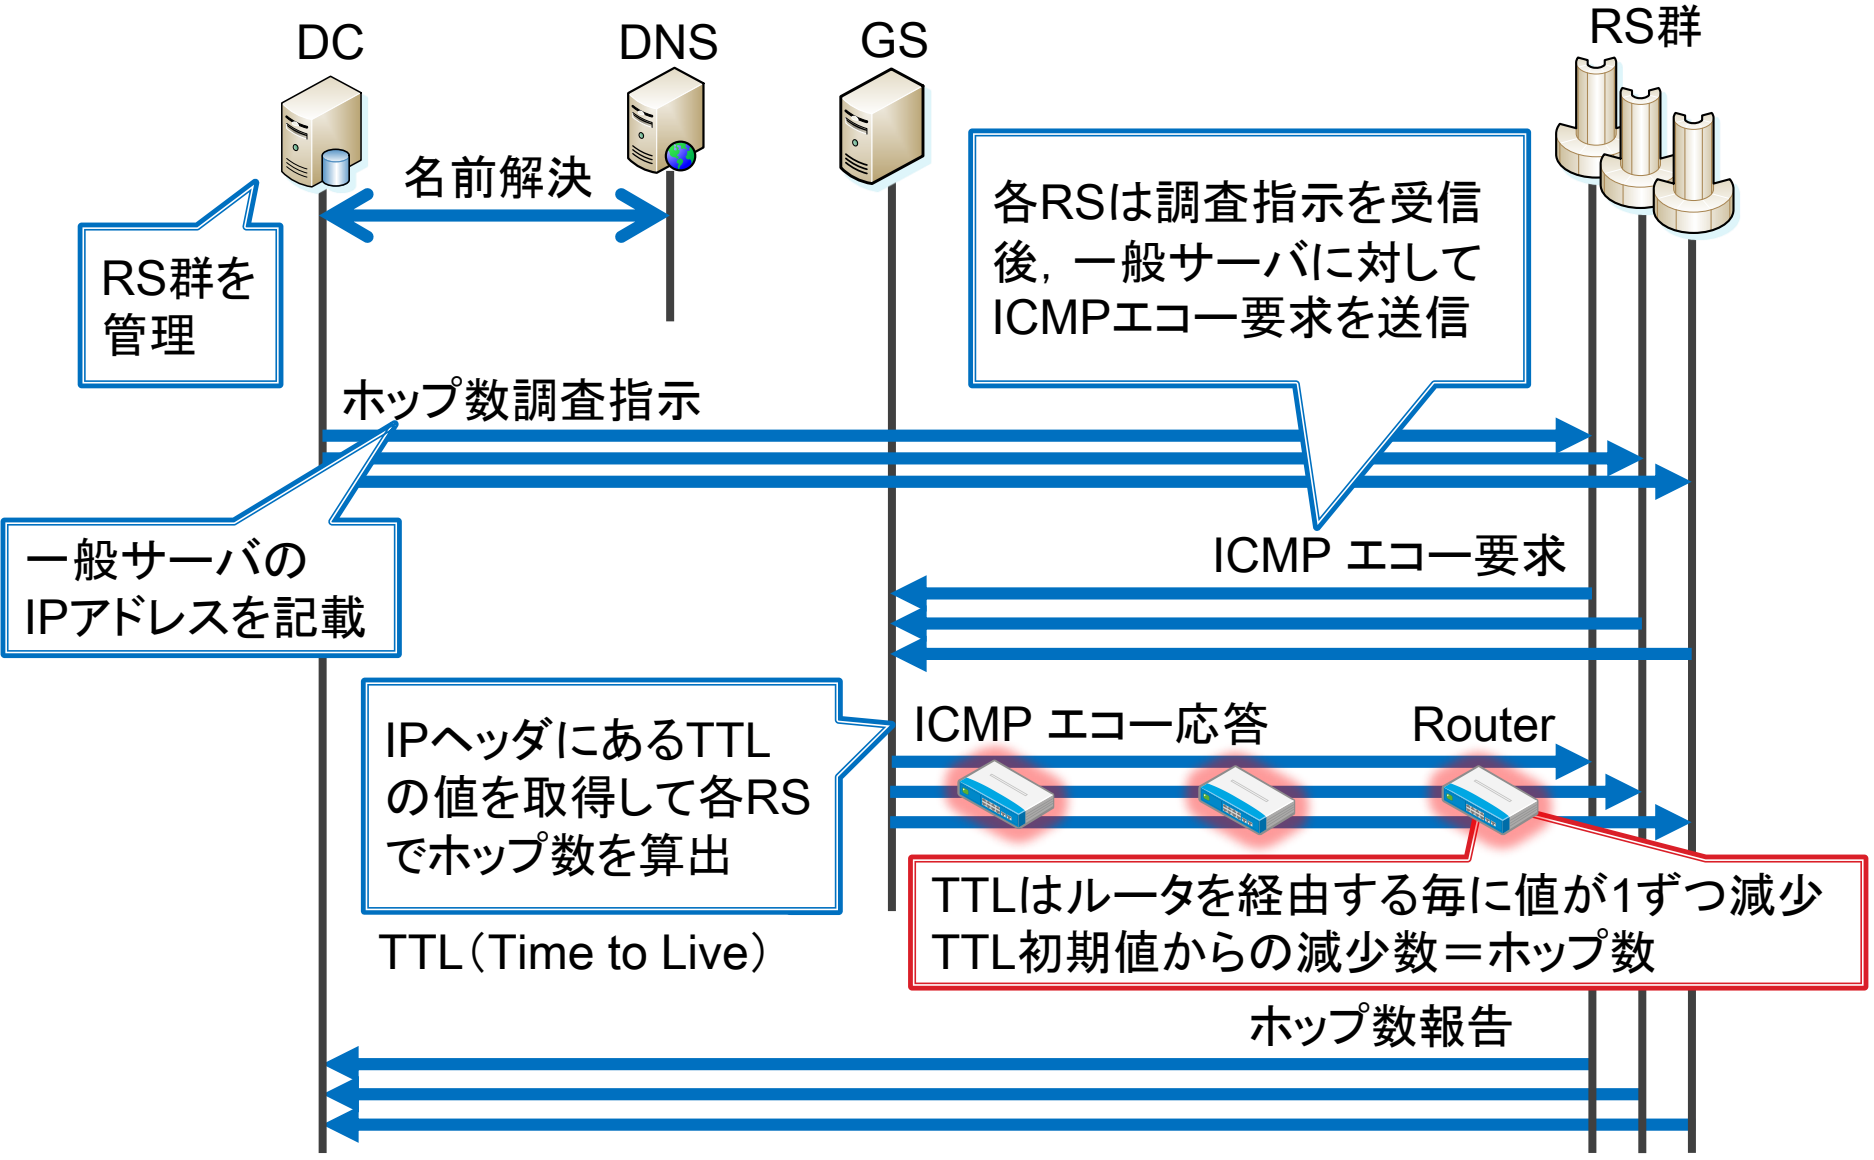 DC
DNS
GS
RS群
名前解決
RS群を
管理
各RSは調査指示を受信
後，一般サーバに対して
ICMPエコー要求を送信
ホップ数調査指示
一般サーバの
IPアドレスを記載
ICMP エコー要求
IPヘッダにあるTTL
の値を取得して各RS
でホップ数を算出
ICMP エコー応答
Router
TTLはルータを経由する毎に値が1ずつ減少
TTL初期値からの減少数＝ホップ数
TTL（Time to Live）
ホップ数報告